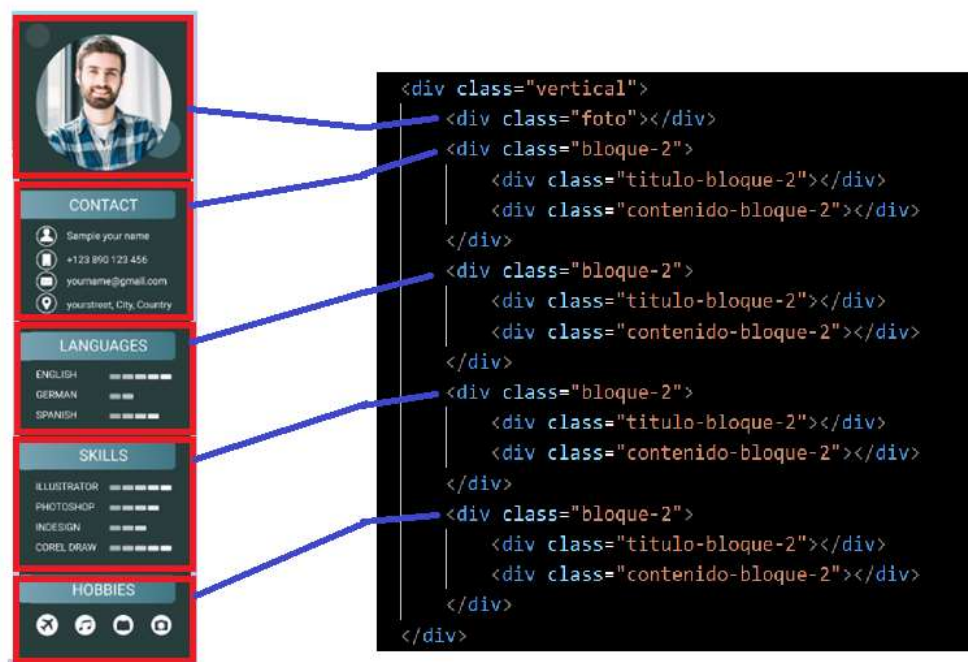 CONTACT
Sample your name
+123 890 123 456
yourname@gmail.com
yourstreet, City, Country
LANGUAGES
ENGLISH
GERMAN
SPANISH
SKILLS
ILLUSTRATOR
PHOTOSHOP
INDESIGN
COREL DRAW
HOBBIES
<div class="vertical">
<div class="foto"></div>
<div class="bloque-2">
<div class="titulo-bloque-2"></div>
<div class="contenido-bloque-2"></div>
</div>
<div class="bloque-2">
<div class="titulo-bloque-2"></div>
<div class="contenido-bloque-2"></div>
</div>
<div class="bloque-2">
<div class="titulo-bloque-2"></div>
<div class="contenido-bloque-2"></div>
</div>
<div class="bloque-2">
<div class="titulo-bloque-2"></div>
<div class="contenido-bloque-2"></div>
</div>
</div>